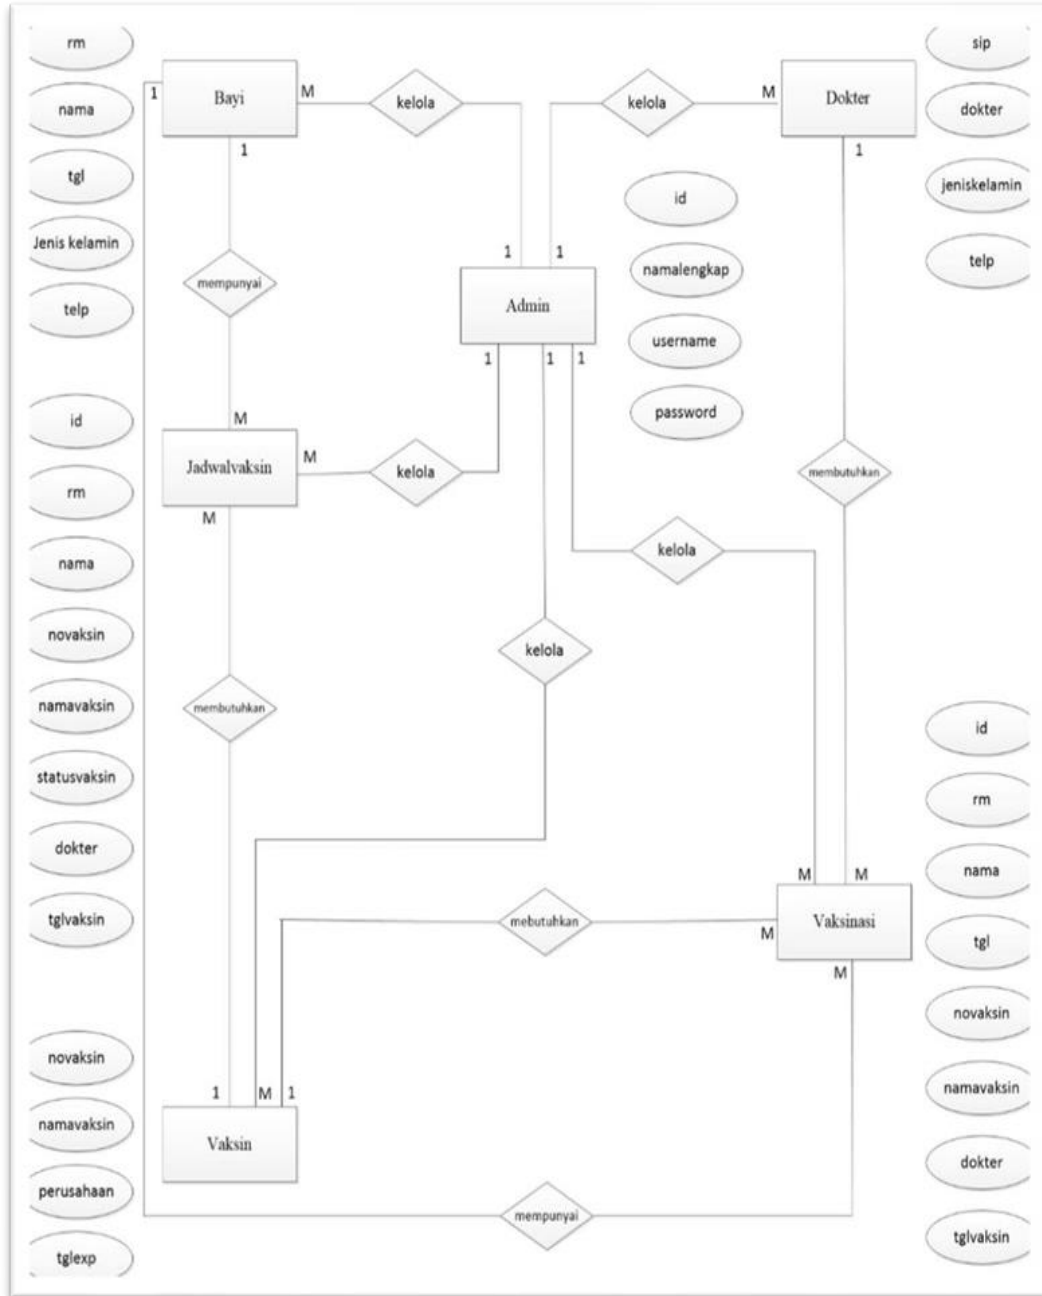 rm
nama
tgl
Jenis kelamin
telp
1
Bayi
M
kelola
kelola
M
Dokter
sip
dokter
jeniskelamin
telp
1
1
id
namalengkap
username
password
mempunyai
1
1
Admin
1
1
1
M
Jadwalvaksin
M
kelola
M
membutuhkan
id
rm
nama
novaksin
namavaksin
statusvaksin
dokter
tglvaksin
kelola
kelola
membutuhkan
M
M
Vaksinasi
M
M
mebutuhkan
id
rm
nama
tgl
novaksin
namavaksin
dokter
tglvaksin
novaksin
namavaksin
perusahaan
tglexp
1
M
1
Vaksin
mempunyai